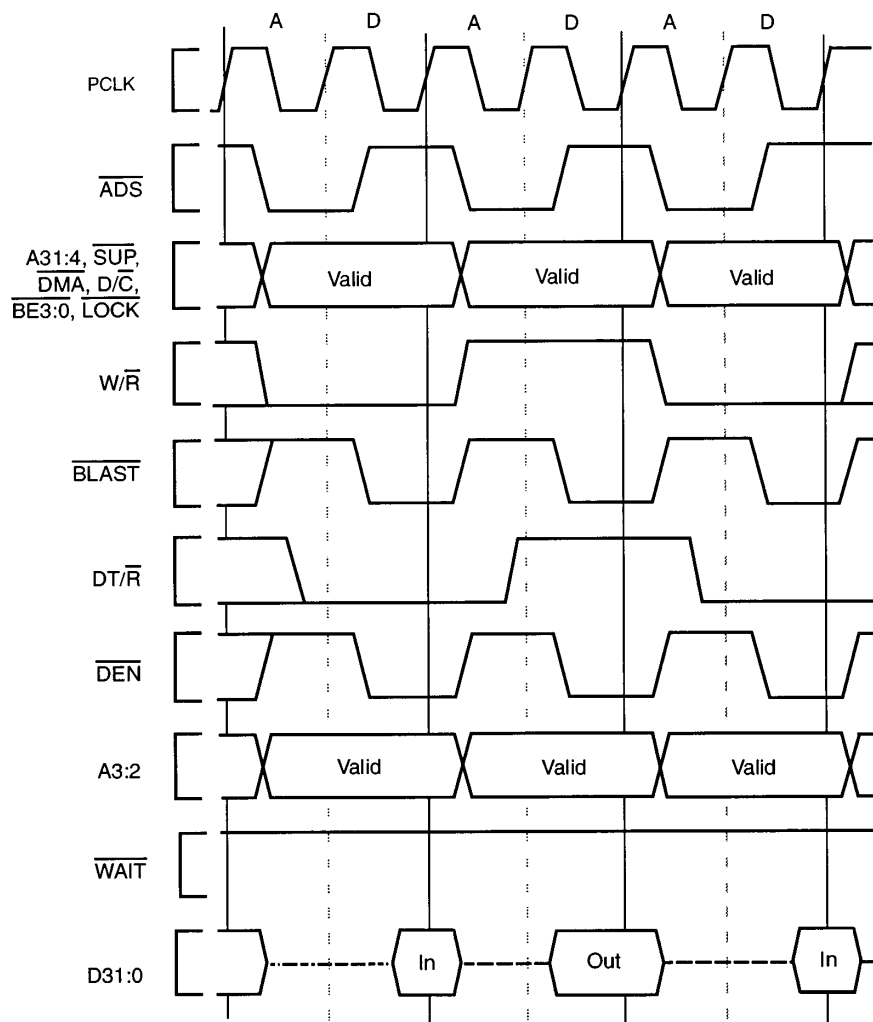 A D A D A D
PCLK
ADS
A31:4, SUP,
DMA, D/C,
BE3:0, LOCK
Valid Valid Valid
W/R
BLAST
DT/R
DEN
A3:2
Valid Valid Valid
WAIT
D31:0
In Out In